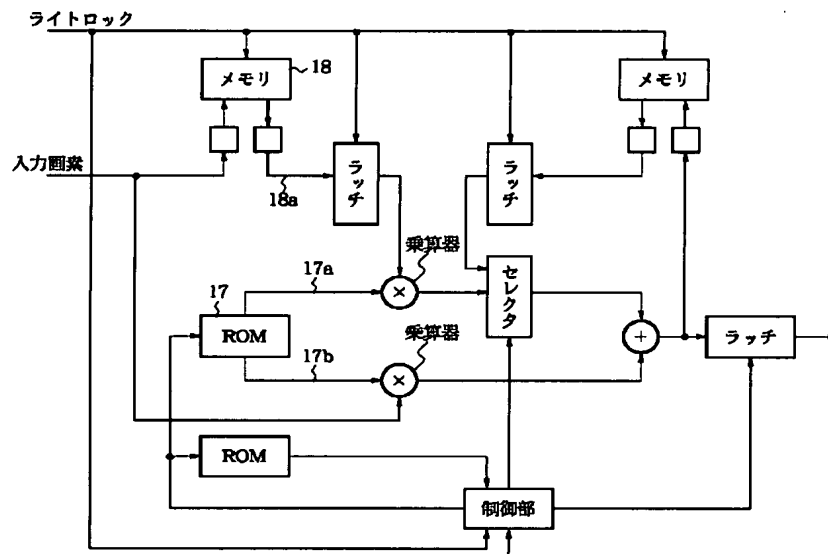 ライトロック
メモリ
18
メモリ
入力画素
18a
ラッチ
ラッチ
乗算器
17
17a
×
セレクタ
ROM
乗算器
+
ラッチ
17b
×
ROM
制御部